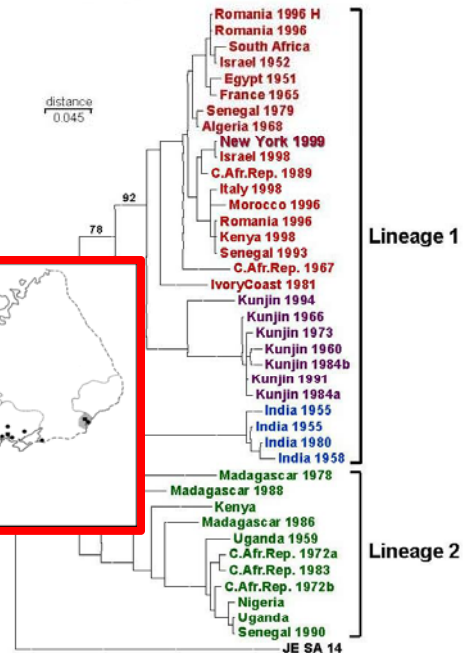 Romania 1996 H
Romania 1996
South Africa
Israel 1952
Egypt 1951
France 1965
distance
0.045
Senegal 1979
Algeria 1968
New York 1999
Israel 1998
C.Afr.Rep. 1989
Italy 1998
92
Morocco 1996
Romania 1996
78
Kenya 1998
Lineage 1
Senegal 1993
C.Afr.Rep. 1967
IvoryCoast 1981
Kunjin 1994
Kunjin 1966
Kunjin 1973
Kunjin 1960
Kunjin 1984b
Kunjin 1991
Kunjin 1984a
India 1955
India 1955
India 1980
India 1958
Madagascar 1978
Madagascar 1988
Kenya
Madagascar 1986
Uganda 1959
C.Afr.Rep. 1972a
Lineage 2
C.Afr.Rep. 1983
C.Afr.Rep. 1972b
Nigeria
Uganda
Senegal 1990
JE SA 14